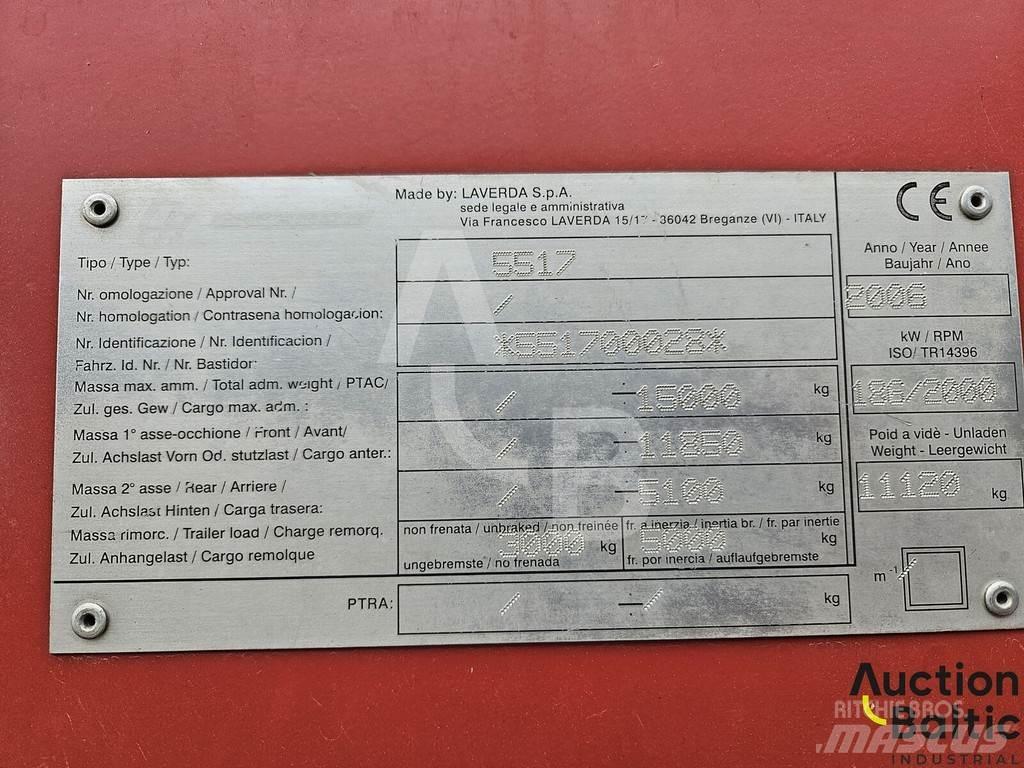 Made by: LAVERDA S.p.A.
sede legale e amministrativa
Via Francesco LAVERDA 15/17 - 36042 Breganze (VI) - ITALY
CE
Tipo / Type / Typ:
5517
Nr. omologazione / Approval Nr. /
Nr. homologation / Contrasena homologacion:
/
Nr. Identificazione / Nr. Identificacion /
Fahrz. Id. Nr. / Nr. Bastidor:
*551700028*
Massa max. amm. / Total adm. weight / PTAC/
Zul. ges. Gew / Cargo max. adm. :
/ - 15000 kg
Massa 1° asse-occhione / Front / Avant/
Zul. Achslast Vorn Od. stutzlast / Cargo anter.:
/ - 11850 kg
Massa 2° asse / Rear / Arriere /
Zul. Achslast Hinten / Carga trasera:
/ - 5100 kg
Massa rimorc. / Trailer load / Charge remorq.
Zul. Anhangelast / Cargo remolque
non frenata / unbraked / non freinée
3000 kg
ungebremste / no frenada
fr. a inerzia / inertia br. / fr. par inertie
5000 kg
fr. por inercia / auflaufgebremste
PTRA:
/ - / kg
Anno / Year / Annee
Baujahr / Ano
2006
kW / RPM
ISO/ TR14396
186/2000
Poid a vidè - Unladen
Weight - Leergewicht
11120 kg
m⁻¹ /
AB
Auction
Baltic
INDUSTRIAL
RITCHIE BROS.
MASCUS